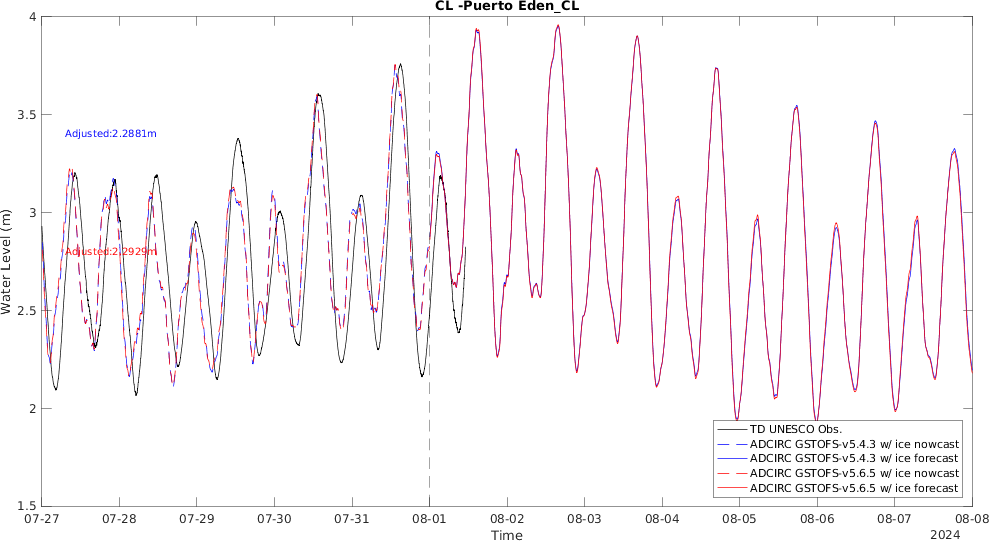 CL -Puerto Eden_CL
Water Level (m)
4
3.5
3
2.5
2
1.5
Adjusted:2.2881m
Adjusted:2.2929m
TD UNESCO Obs.
ADCIRC GSTOFS-v5.4.3 w/ ice nowcast
ADCIRC GSTOFS-v5.4.3 w/ ice forecast
ADCIRC GSTOFS-v5.6.5 w/ ice nowcast
ADCIRC GSTOFS-v5.6.5 w/ ice forecast
07-27 07-28 07-29 07-30 07-31 08-01 08-02 08-03 08-04 08-05 08-06 08-07 08-08
Time
2024